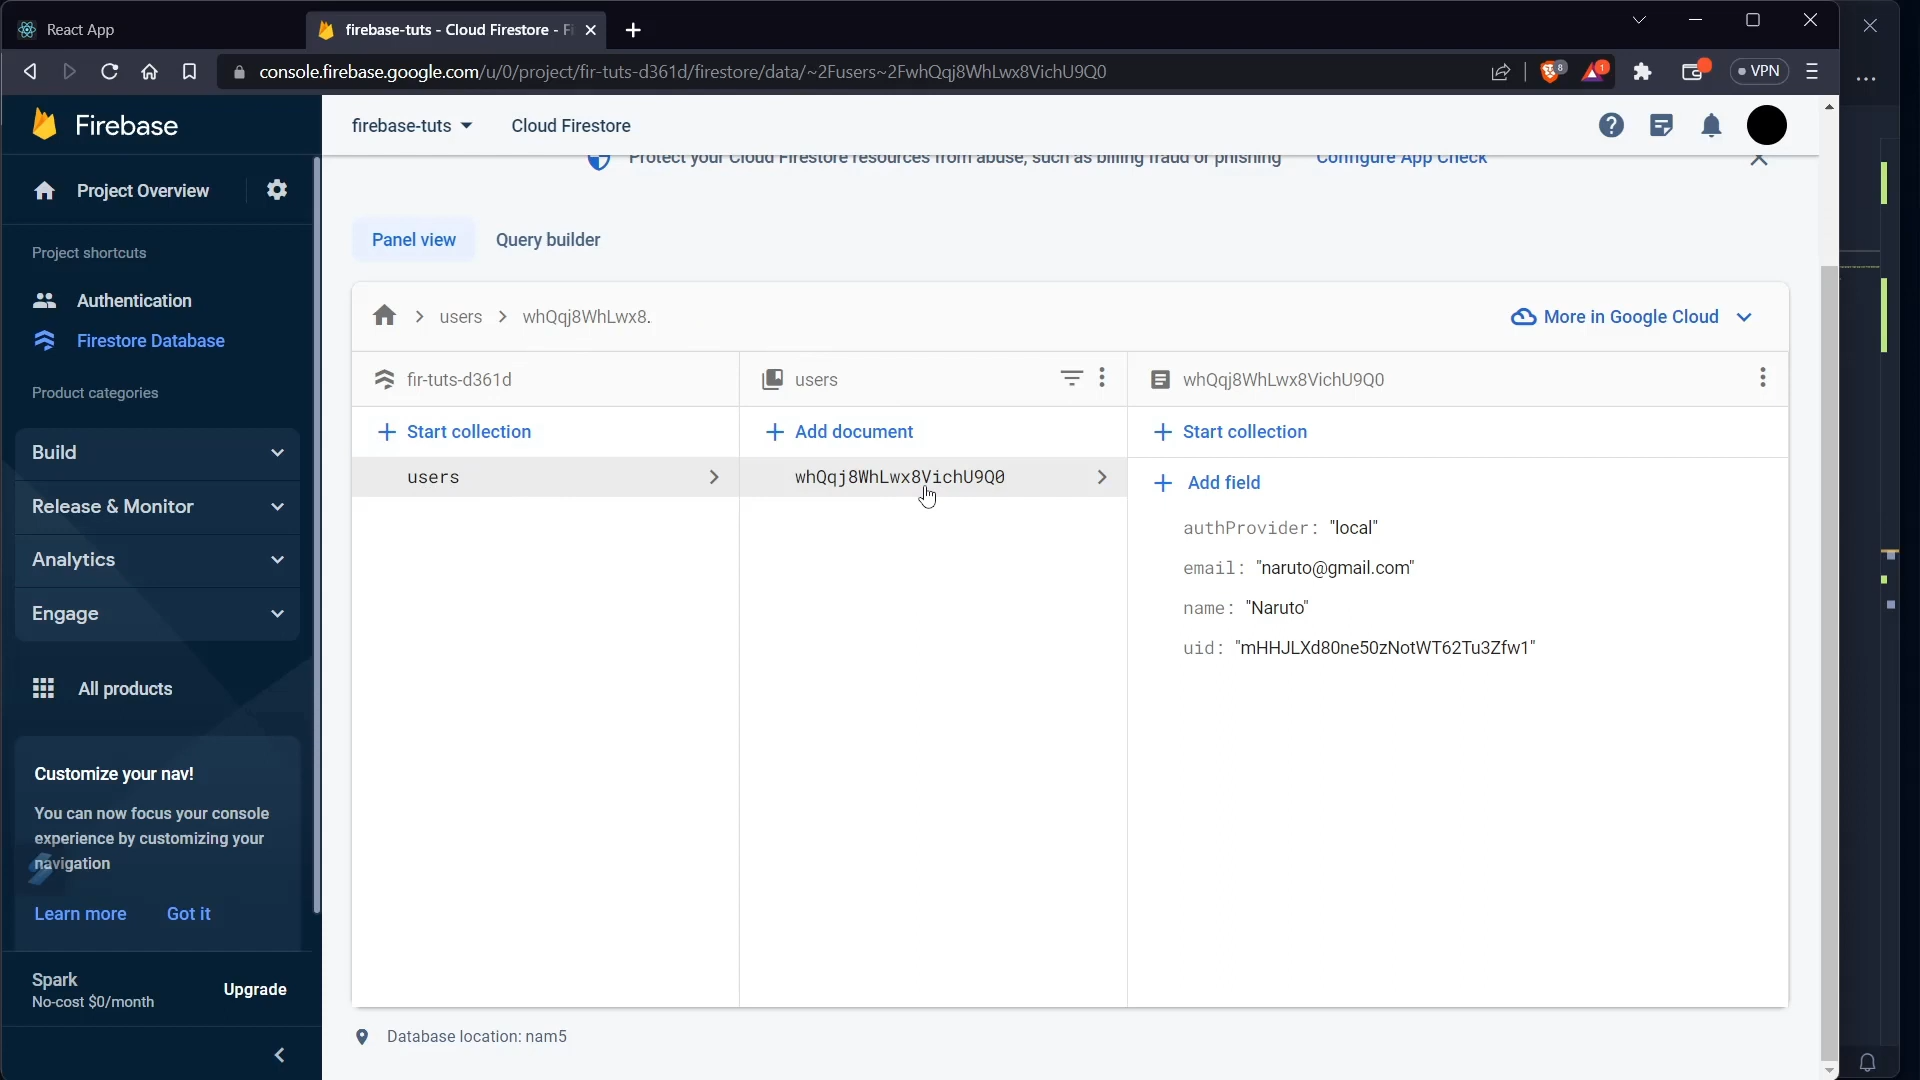 React App
firebase-tuts - Cloud Firestore - Fi
console.firebase.google.com/u/0/project/fir-tuts-d361d/firestore/data/~2Fusers~2FwhQqj8WhLwx8VichU9Q0
8
1
VPN
Firebase
firebase-tuts
Cloud Firestore
Protect your Cloud Firestore resources from abuse, such as billing fraud or phishing
Configure App Check
Project Overview
Project shortcuts
Authentication
Firestore Database
Product categories
Build
Release & Monitor
Analytics
Engage
All products
Customize your nav!
You can now focus your console
experience by customizing your
navigation
Learn more
Got it
Spark
No-cost $0/month
Upgrade
Panel view
Query builder
users
whQqj8WhLwx8.
More in Google Cloud
fir-tuts-d361d
users
whQqj8WhLwx8VichU9Q0
Start collection
Add document
Start collection
users
whQqj8WhLwx8VichU9Q0
Add field
authProvider: "local"
email: "naruto@gmail.com"
name: "Naruto"
uid: "mHHJLXd80ne50zNotWT62Tu3Zfw1"
Database location: nam5